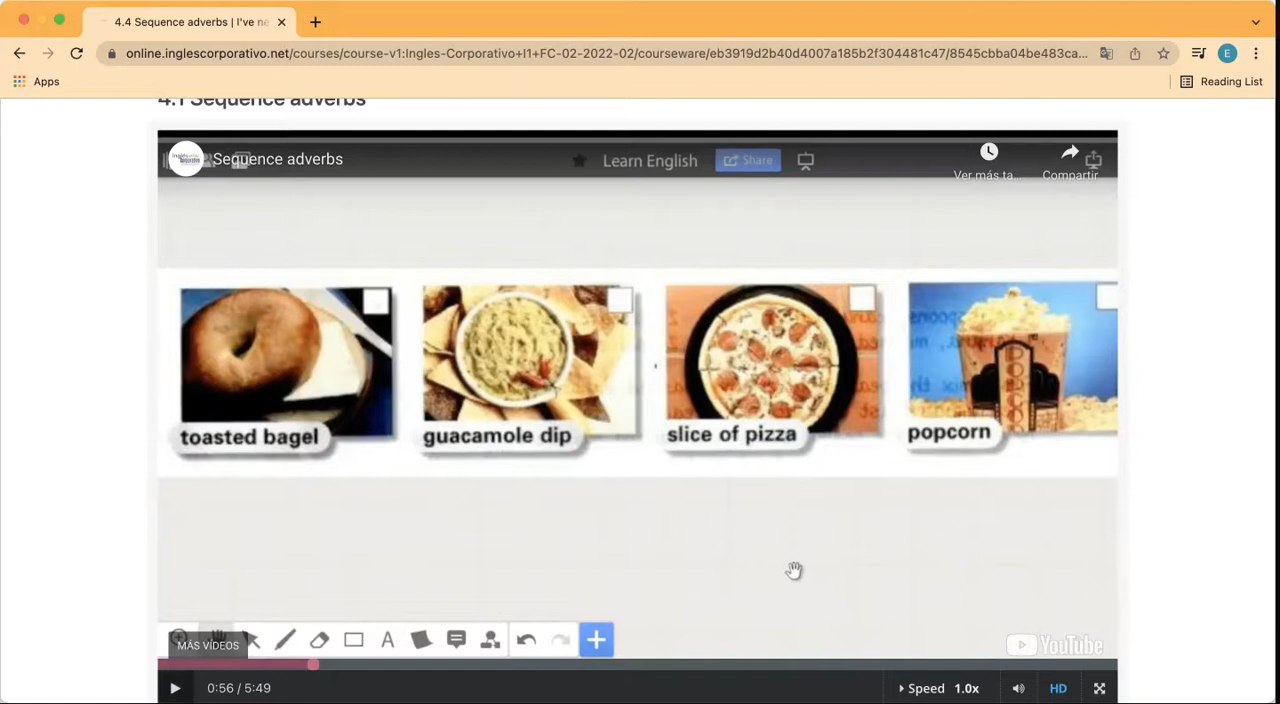 4.4 Sequence adverbs | I've ne
online.inglescorporativo.net/courses/course-v1:Ingles-Corporativo+I1+FC-02-2022-02/courseware/eb3919d2b40d4007a185b2f304481c47/8545cbba04be483ca...
E
Apps
Reading List
4.1 Sequence adverbs
Sequence adverbs
Learn English
Share
Ver más ta...
Compartir
toasted bagel
guacamole dip
slice of pizza
popcorn
A
MÁS VÍDEOS
YouTube
0:56 / 5:49
Speed 1.0x
HD